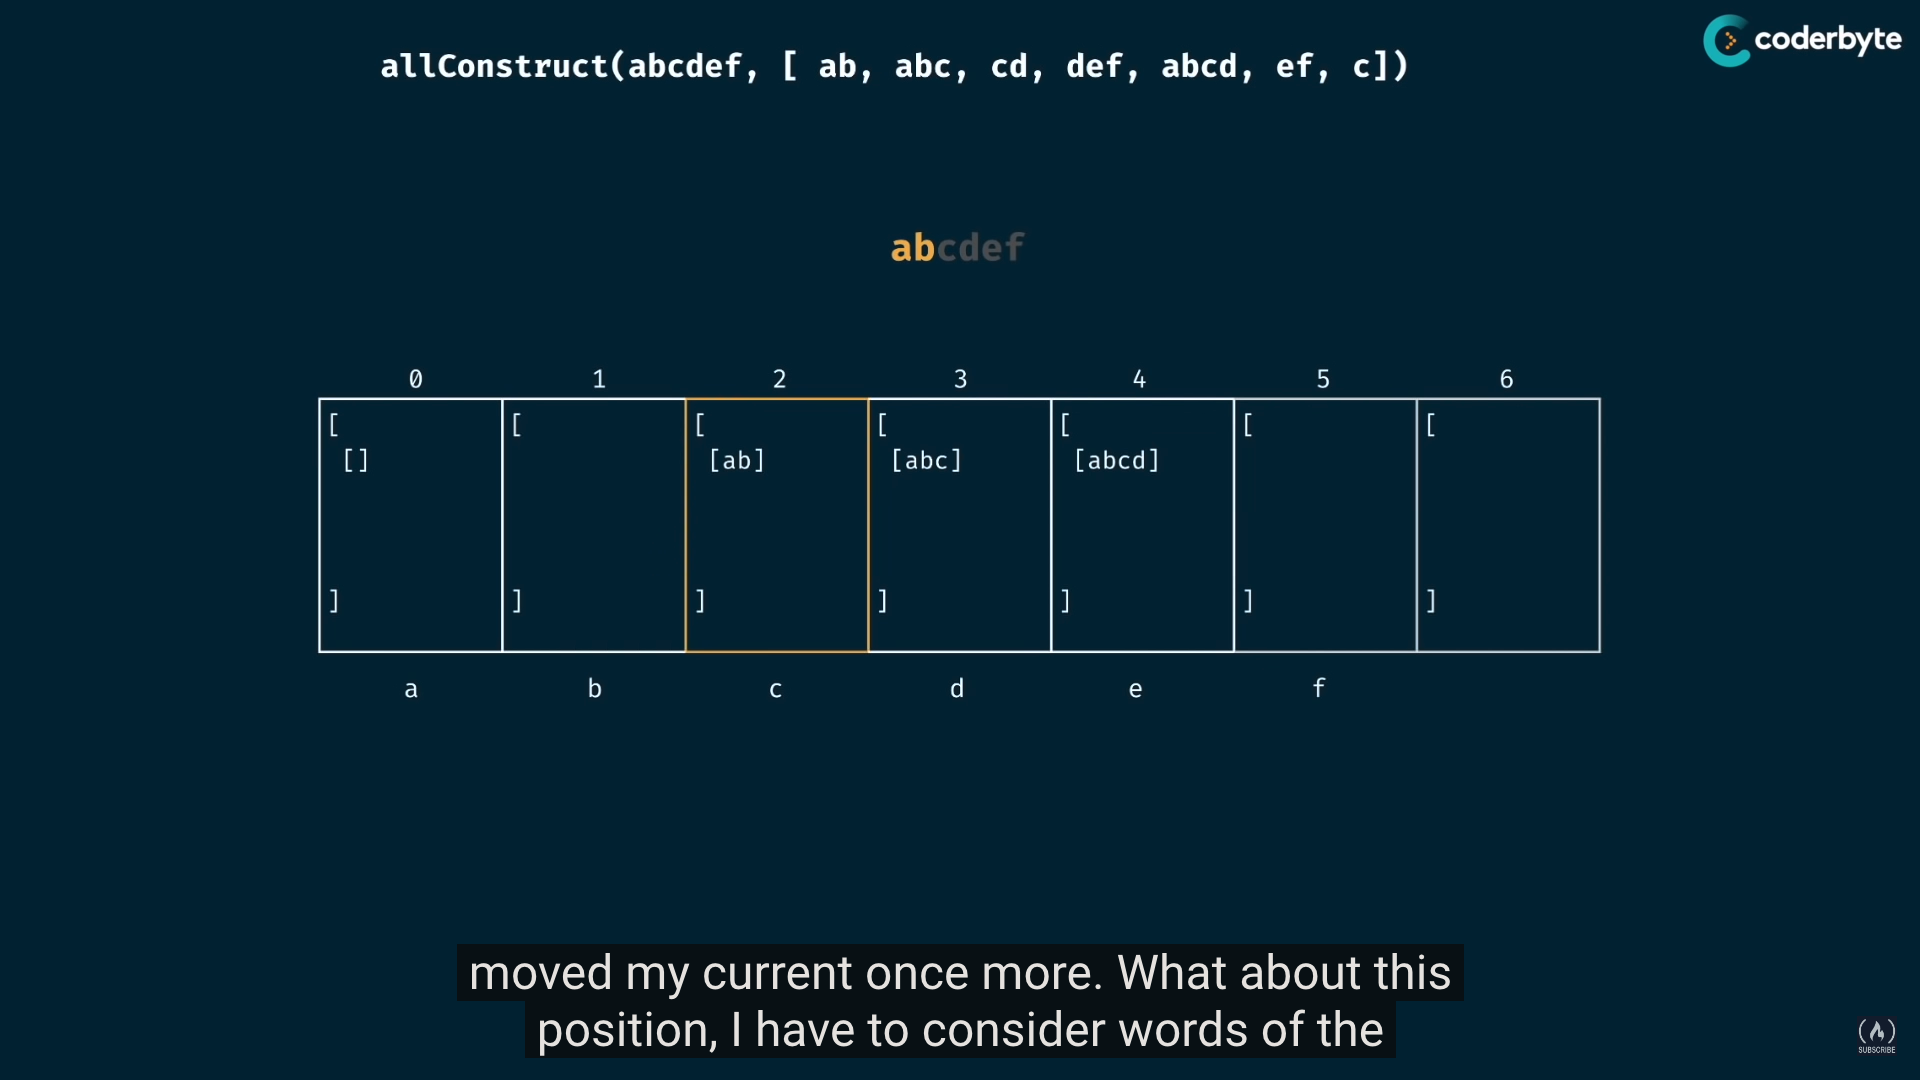 coderbyte
allConstruct(abcdef, [ ab, abc, cd, def, abcd, ef, c])
abcdef
0 1 2 3 4 5 6
[ [ [ [ [ [ [
[] [ab] [abc] [abcd]
] ] ] ] ] ] ]
a b c d e f
moved my current once more. What about this
position, I have to consider words of the
SUBSCRIBE